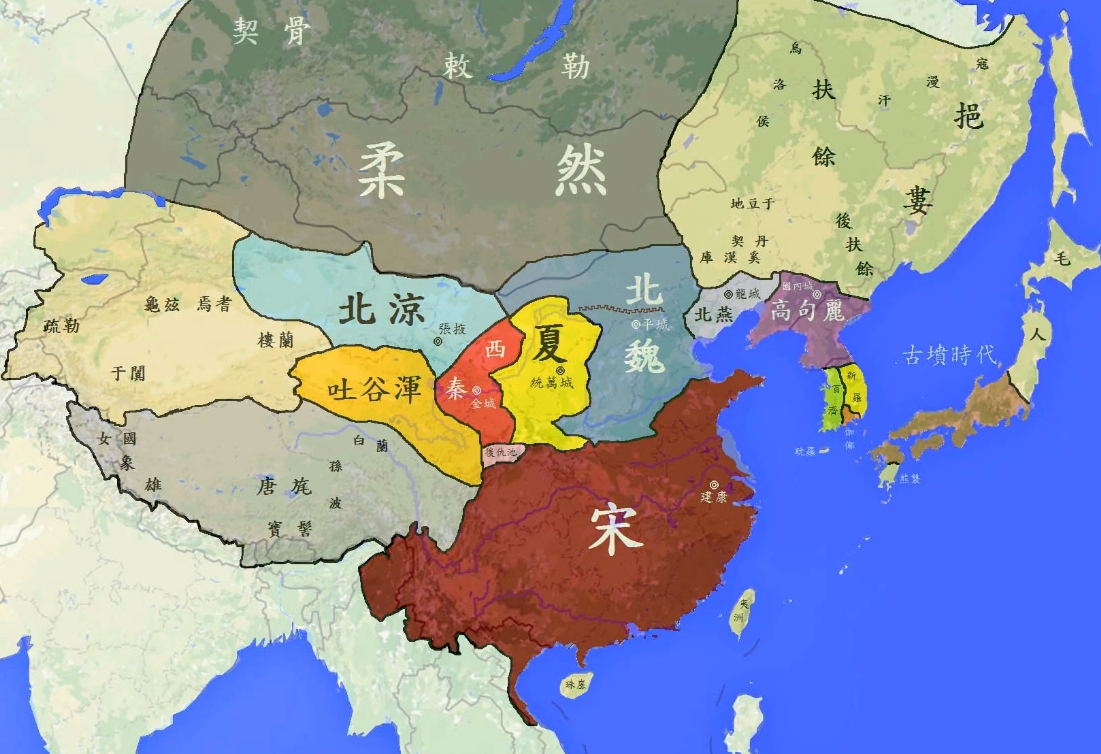 契骨
敕勒
柔然
烏洛侯
扶餘
汗
漫
寇
挹婁
地豆于
契丹
庫漠奚
後扶餘
毛人
龜茲
焉耆
疏勒
樓蘭
于闐
北涼
張掖
吐谷渾
西秦
金城
夏
統萬城
北魏
平城
北燕
龍城
高句麗
國內城
新羅
百濟
古墳時代
耽羅
熊襲
後仇池
宋
建康
夷洲
珠崖
女國
象雄
白蘭
孫波
唐旄
寶髻